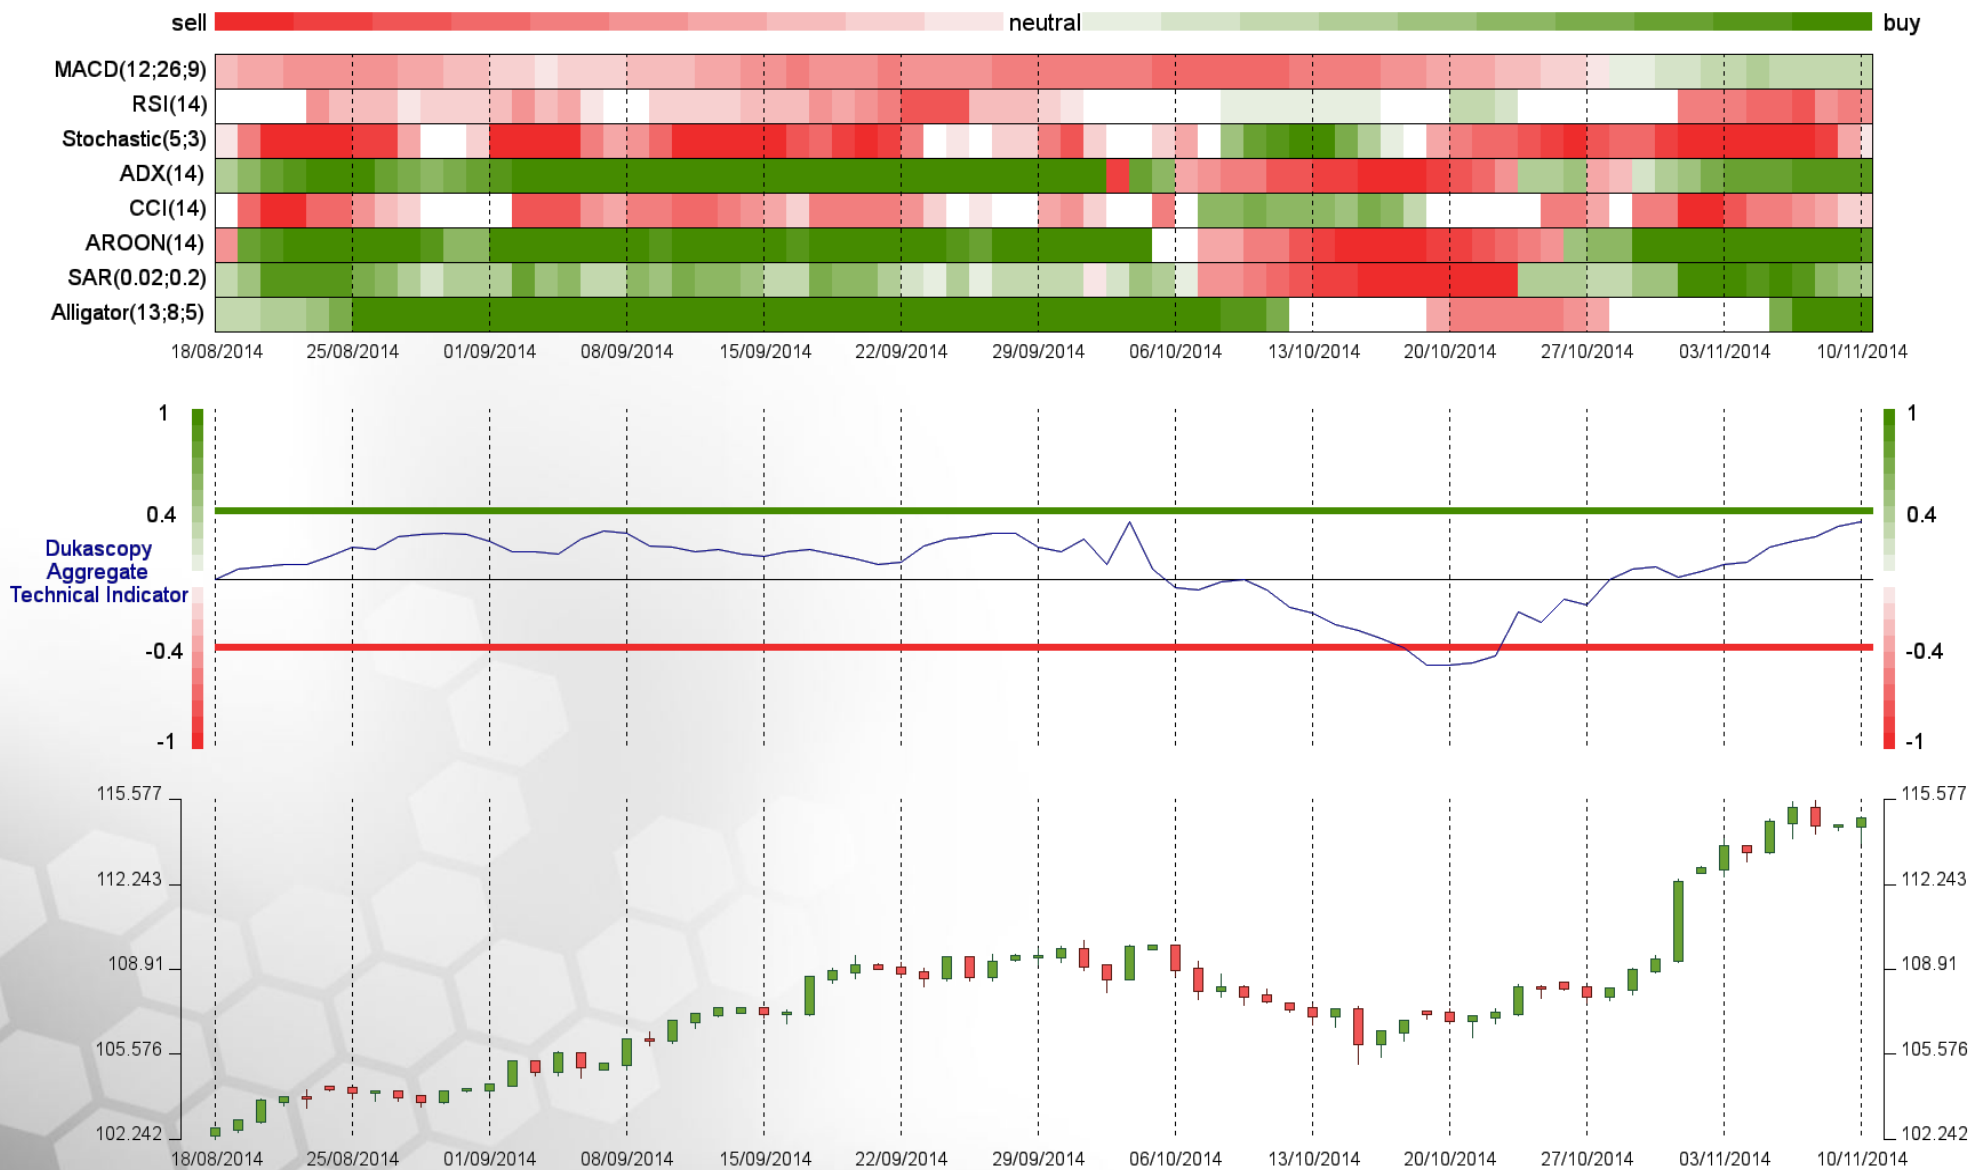 sell neutral buy
MACD(12;26;9)
RSI(14)
Stochastic(5;3)
ADX(14)
CCI(14)
AROON(14)
SAR(0.02;0.2)
Alligator(13;8;5)
18/08/2014 25/08/2014 01/09/2014 08/09/2014 15/09/2014 22/09/2014 29/09/2014 06/10/2014 13/10/2014 20/10/2014 27/10/2014 03/11/2014 10/11/2014
1 1
0.4 0.4
Dukascopy
Aggregate
Technical Indicator
-0.4 -0.4
-1 -1
115.577 115.577
112.243 112.243
108.91 108.91
105.576 105.576
102.242 102.242
18/08/2014 25/08/2014 01/09/2014 08/09/2014 15/09/2014 22/09/2014 29/09/2014 06/10/2014 13/10/2014 20/10/2014 27/10/2014 03/11/2014 10/11/2014